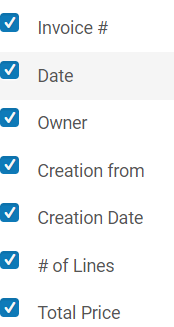 Invoice #
Date
Owner
Creation from
Creation Date
# of Lines
Total Price